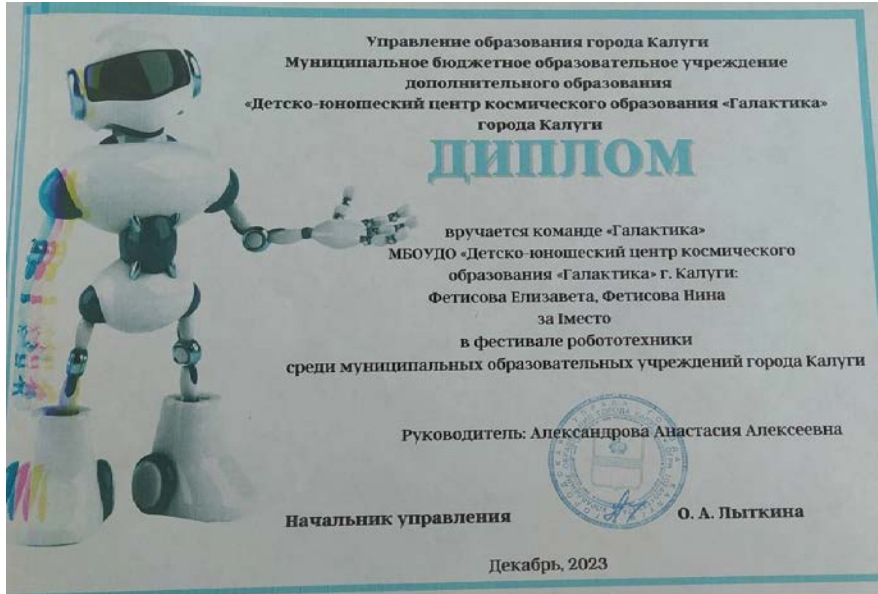 Управление образования города Калуги
Муниципальное бюджетное образовательное учреждение
дополнительного образования
«Детско-юношеский центр космического образования «Галактика»
города Калуги
ДИПЛОМ
вручается команде «Галактика»
МБОУДО «Детско-юношеский центр космического
образования «Галактика» г. Калуги:
Фетисова Елизавета, Фетисова Нина
за Iместо
в фестивале робототехники
среди муниципальных образовательных учреждений города Калуги
Руководитель: Александрова Анастасия Алексеевна
Начальник управления О. А. Лыткина
Декабрь, 2023